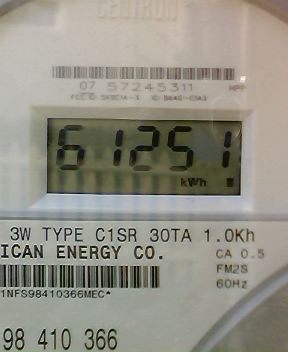 CENTRON
07 57245311
61251
kWh
3W TYPE C1SR 30TA 1.0Kh
ICAN ENERGY CO.
CA 0.5
FM2S
60Hz
1NFS98410366MEC*
98 410 366